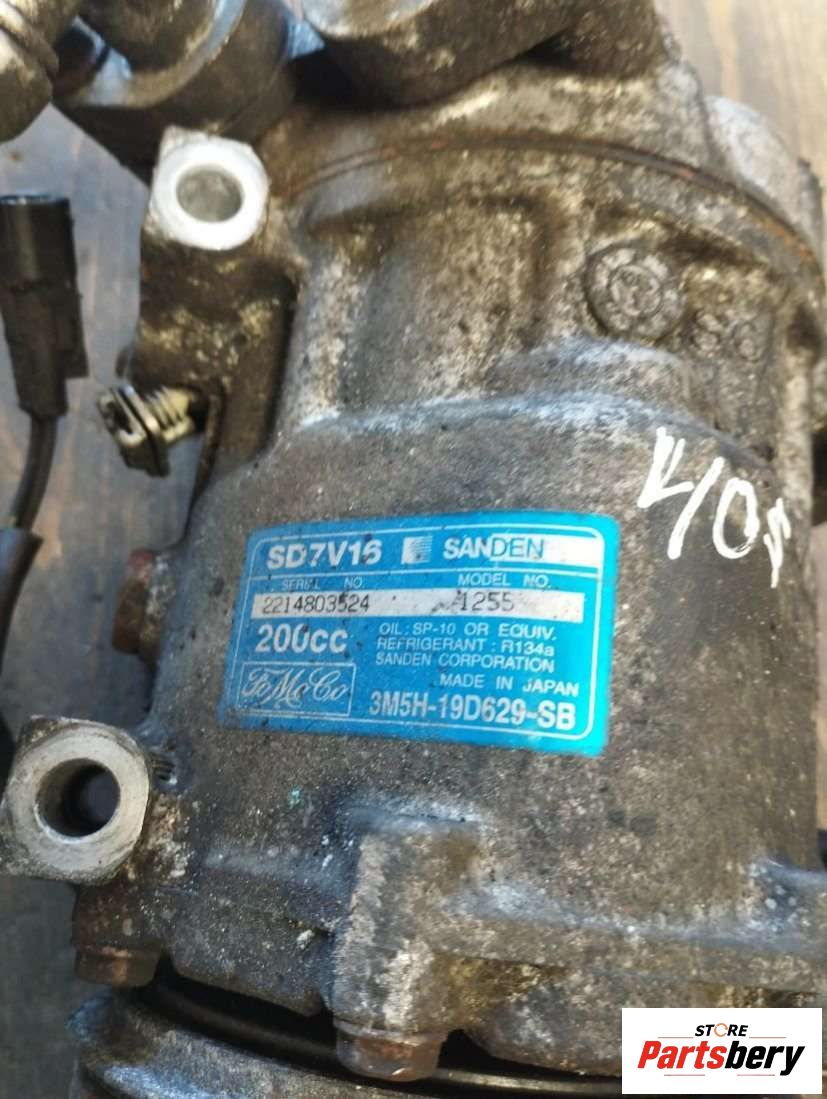 SD7V16 SANDEN
SERIAL NO. MODEL NO.
2214803524 1255
200cc OIL : SP-10 OR EQUIV.
REFRIGERANT : R134a
SANDEN CORPORATION
MADE IN JAPAN
FoMoCo 3M5H-19D629-SB
STORE
Partsbery